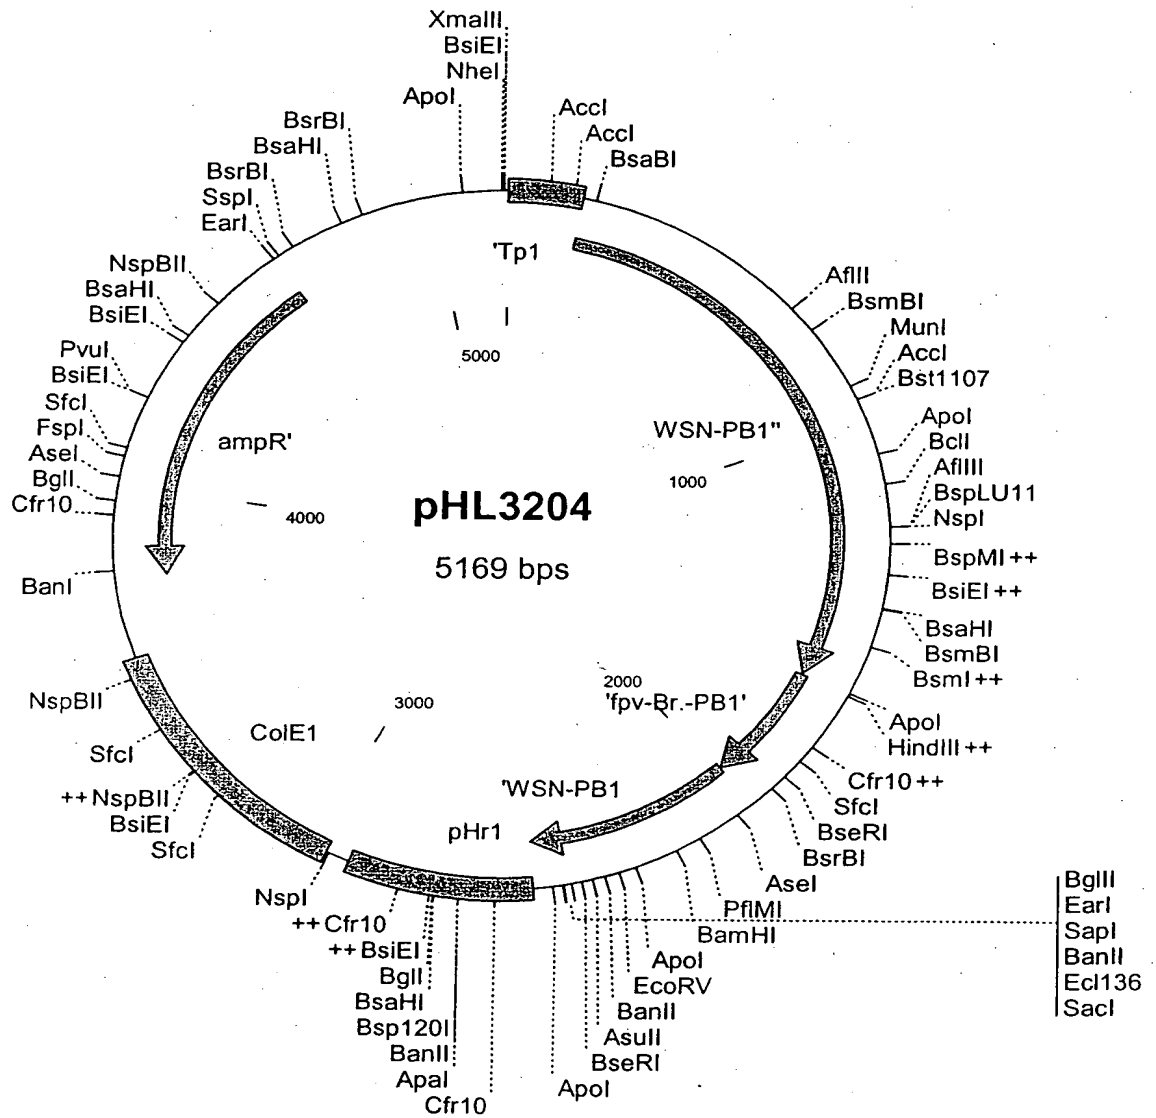 XmaIII
BsiEI
NheI
ApoI
BsrBI
BsaHI
BsrBI
SspI
EarI
NspBII
BsaHI
BsiEI
PvuI
BsiEI
SfcI
FspI
AseI
BglI
Cfr10
BanI
AccI
AccI
BsaBI
AflII
BsmBI
MunI
AccI
Bst1107
ApoI
BclI
AflIII
BspLU11
NspI
BspMI ++
BsiEI ++
BsaHI
BsmBI
BsmI ++
ApoI
HindIII ++
Cfr10 ++
SfcI
BseRI
BsrBI
AseI
PflMI
BamHI
ApoI
EcoRV
BanII
AsuII
BseRI
ApoI
BglII
EarI
SapI
BanII
Ecl136
SacI
'Tp1
5000
ampR'
4000
WSN-PB1"
1000
pHL3204
5169 bps
2000
'fpv-Br.-PB1'
3000
ColE1
'WSN-PB1
pHr1
NspBII
SfcI
++ NspBII
BsiEI
SfcI
NspI
++ Cfr10
++ BsiEI
BglI
BsaHI
Bsp120I
BanII
ApaI
Cfr10